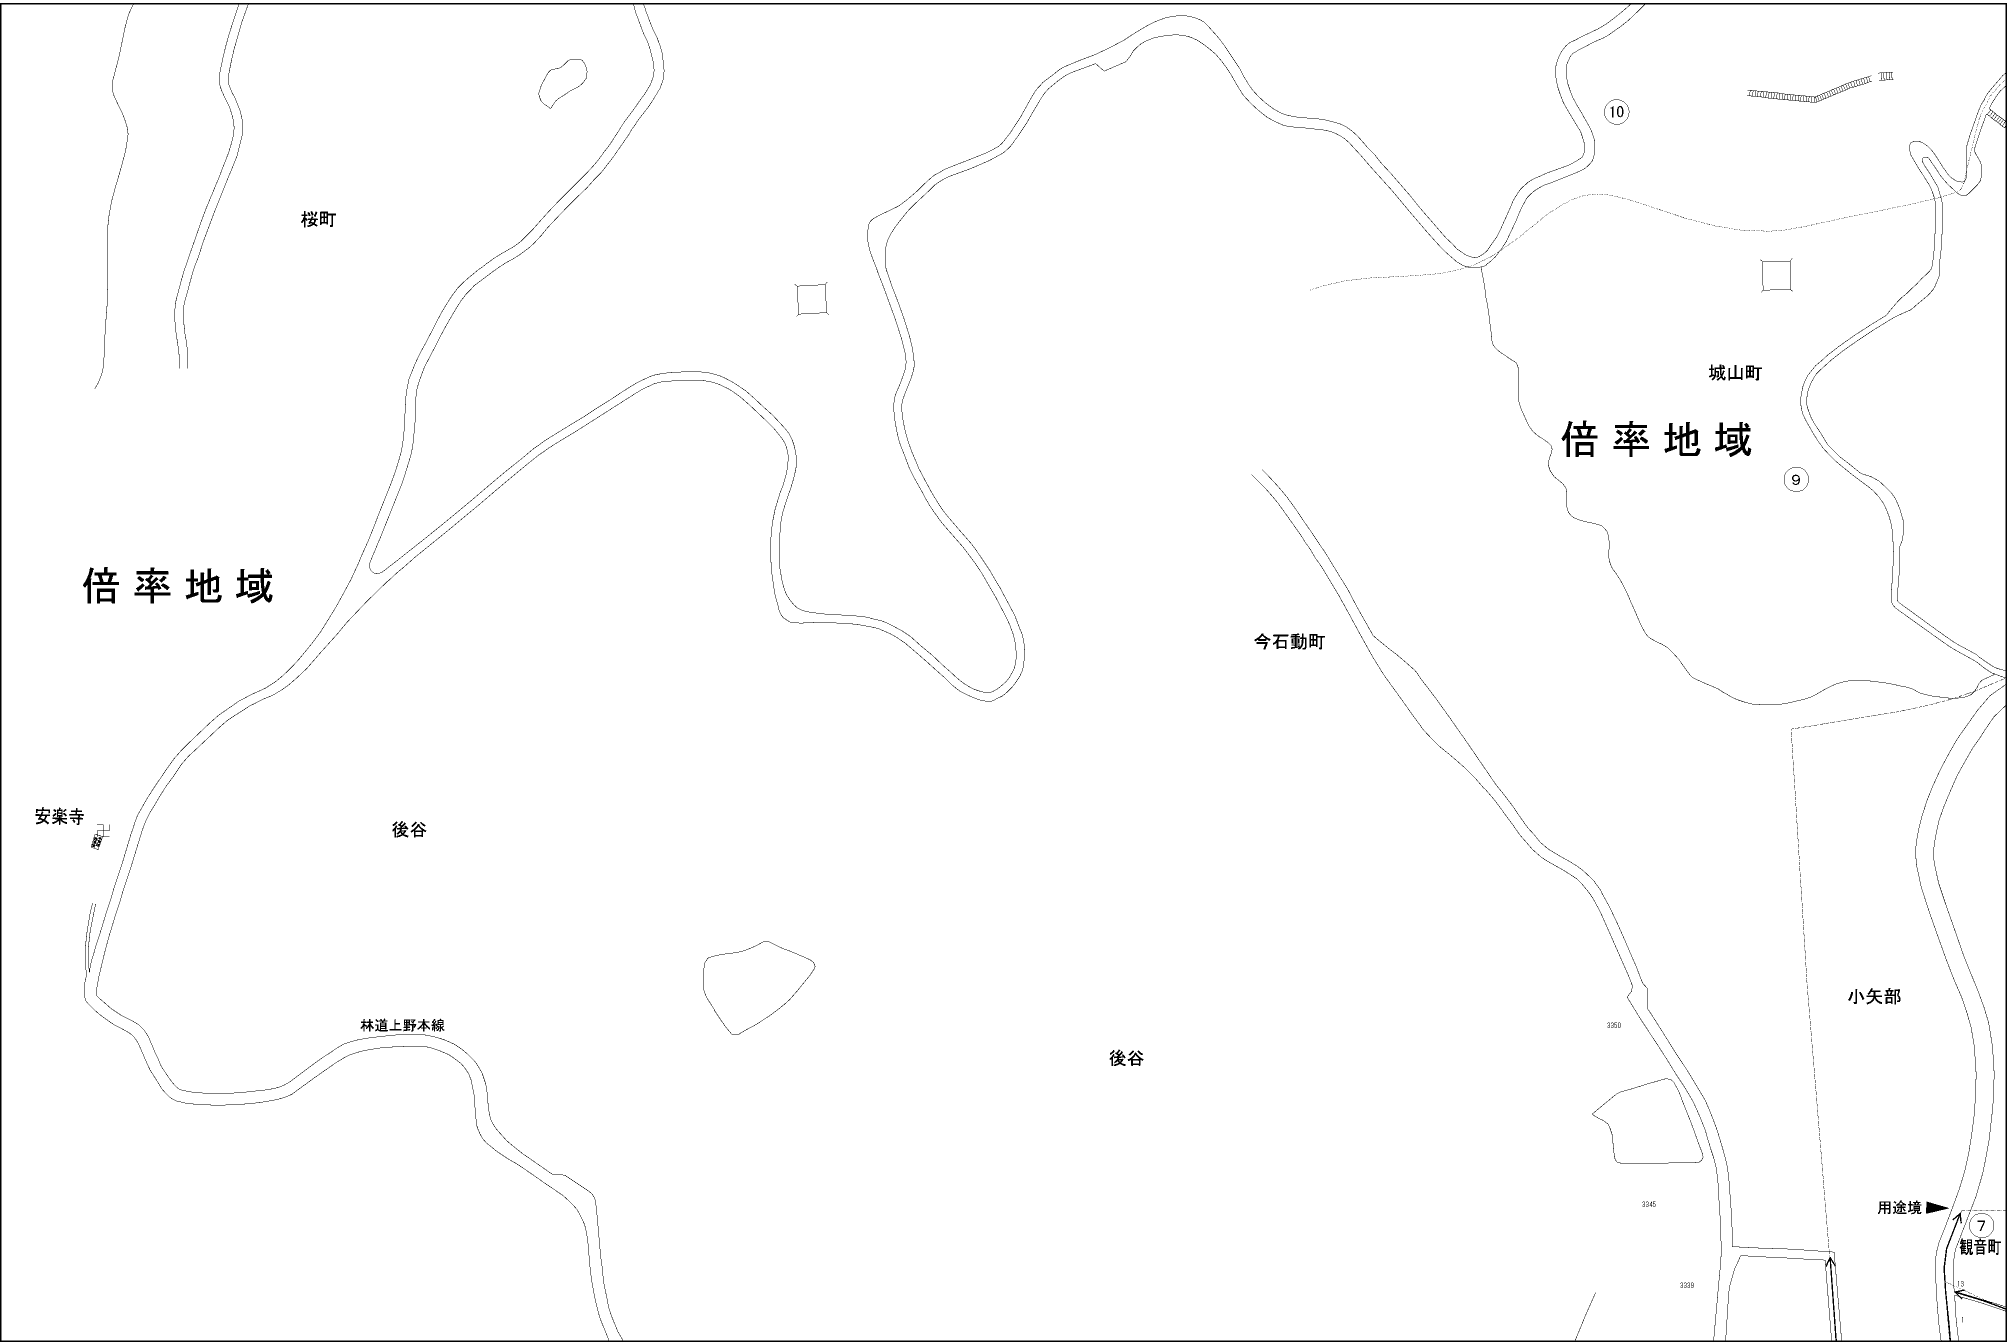 10
桜町
城山町
倍率地域
9
倍率地域
今石動町
安楽寺
後谷
小矢部
林道上野本線
3350
後谷
3345
用途境
7
観音町
3339
13
1